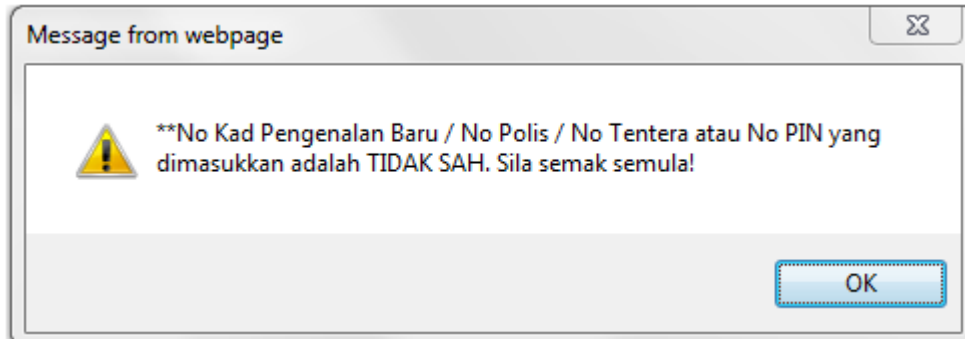 Message from webpage
**No Kad Pengenalan Baru / No Polis / No Tentera atau No PIN yang
dimasukkan adalah TIDAK SAH. Sila semak semula!
OK